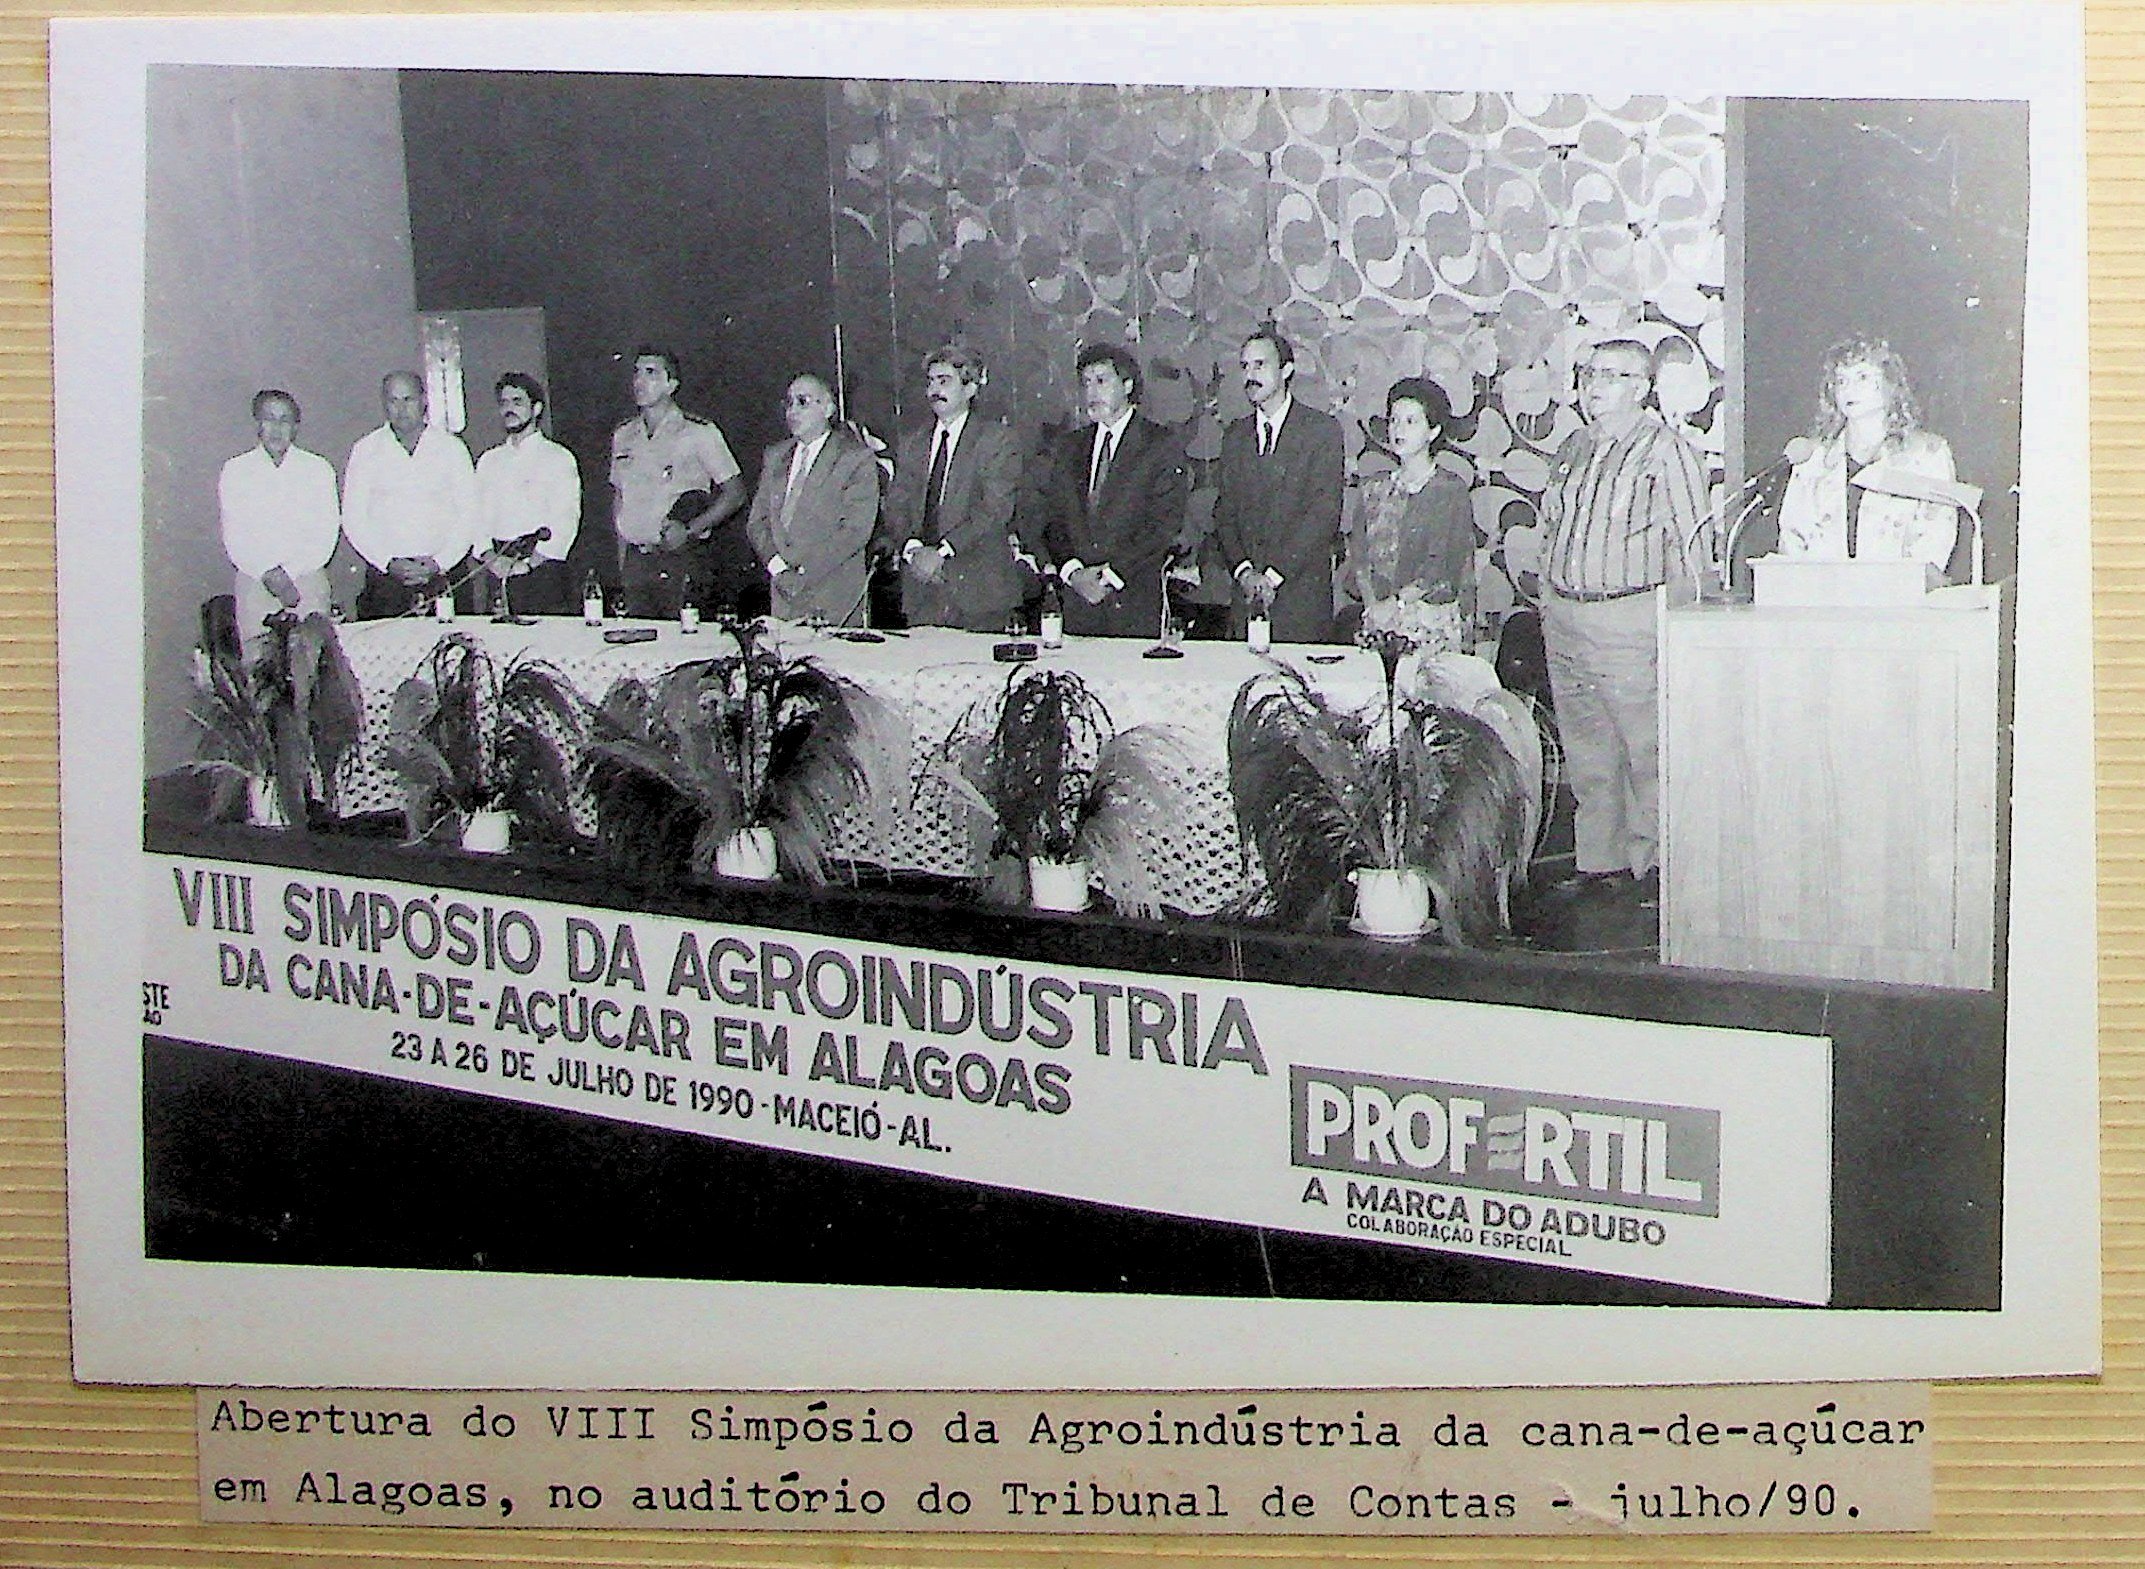 VIII SIMPÓSIO DA AGROINDÚSTRIA
DA CANA-DE-AÇÚCAR EM ALAGOAS
23 A 26 DE JULHO DE 1990-MACEIÓ-AL.
STE
PROFERTIL
A MARCA DO ADUBO
COLABORAÇÃO ESPECIAL
Abertura do VIII Simpósio da Agroindústria da cana-de-açúcar
em Alagoas, no auditório do Tribunal de Contas - julho/90.